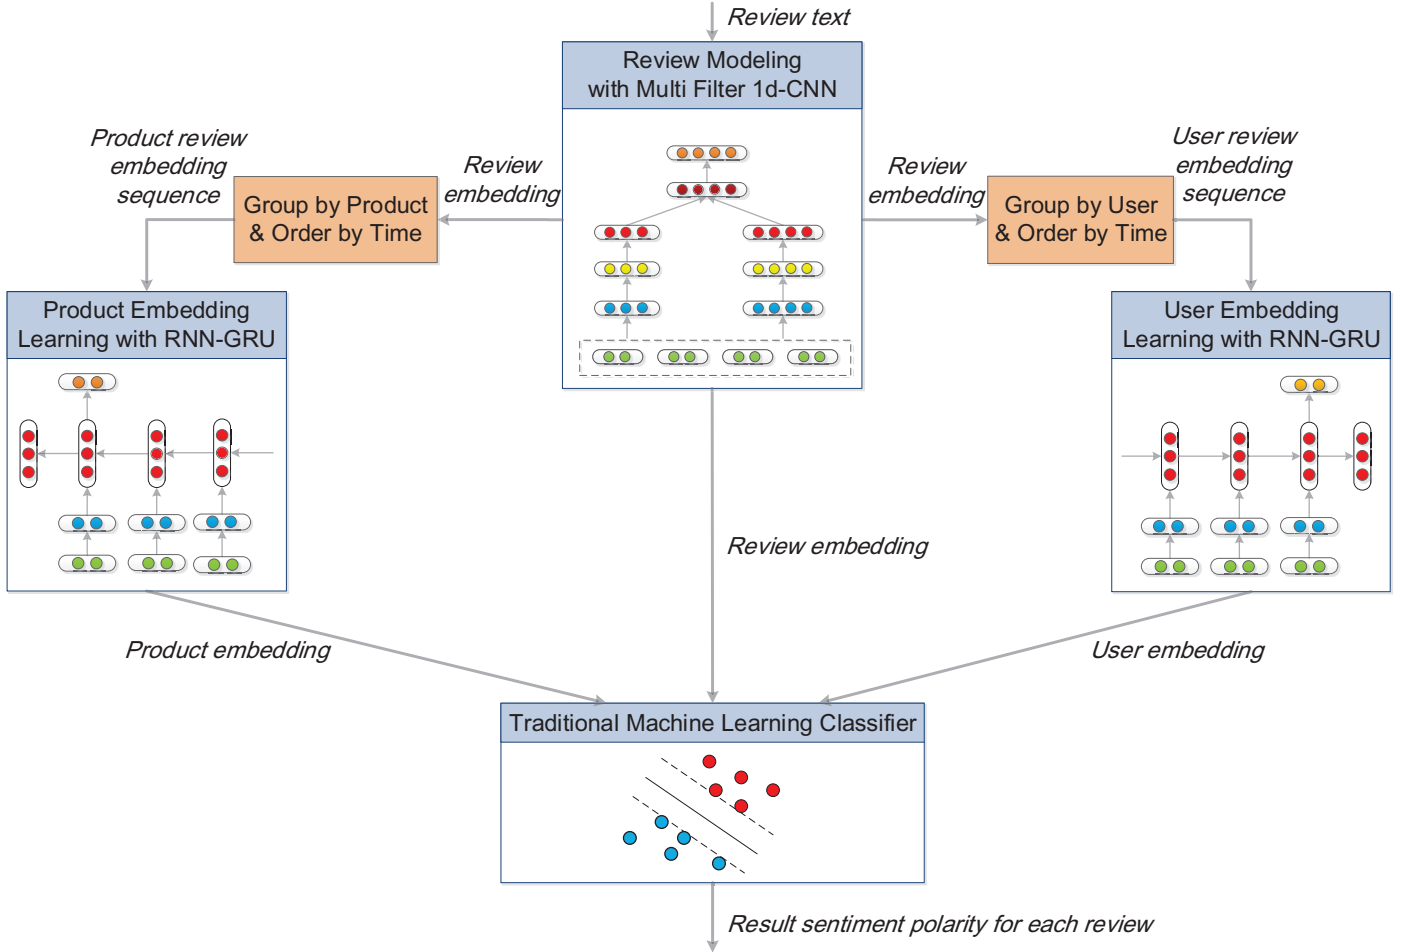 Review text
Review Modeling
with Multi Filter 1d-CNN
Product review
embedding
sequence
Review
embedding
Group by Product
& Order by Time
Review
embedding
Group by User
& Order by Time
User review
embedding
sequence
Product Embedding
Learning with RNN-GRU
User Embedding
Learning with RNN-GRU
Review embedding
Product embedding
User embedding
Traditional Machine Learning Classifier
Result sentiment polarity for each review